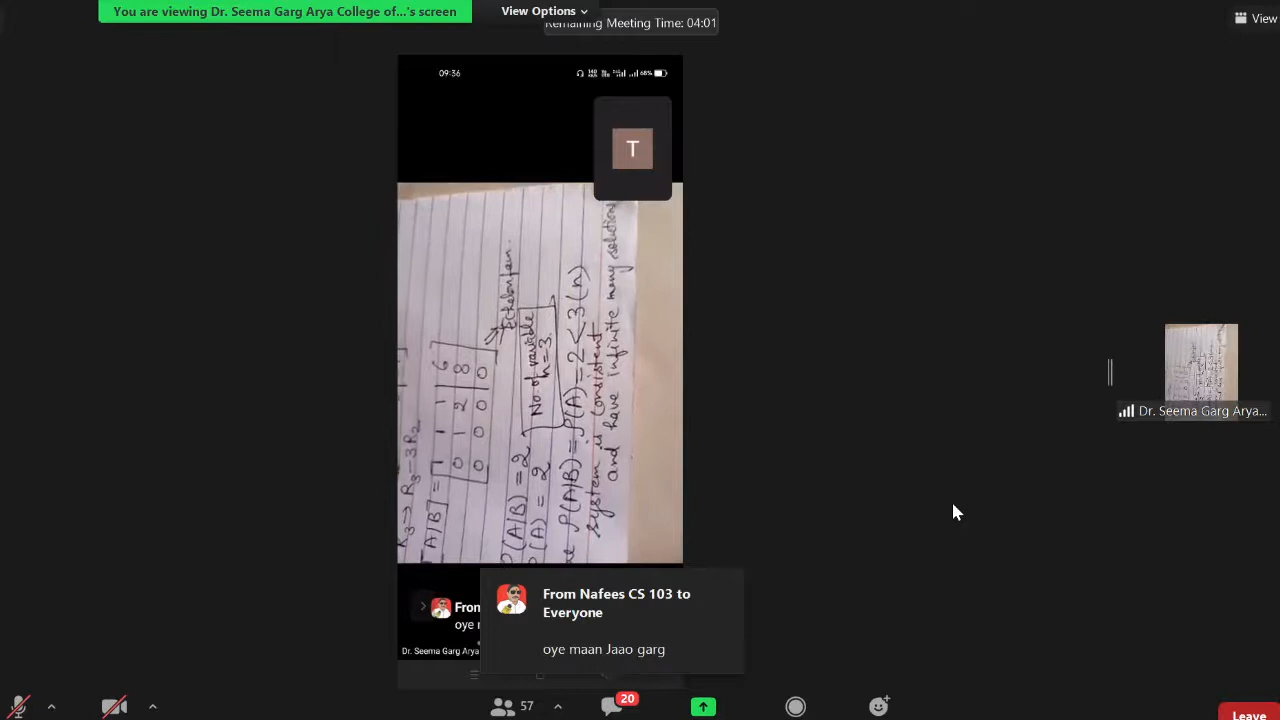 You are viewing Dr. Seema Garg Arya College of...'s screen
View Options
Remaining Meeting Time: 04:01
View
09:36
68%
T
R3 → R3 - 3R2
[A/B] = [1 1 1 | 6
0 1 2 | 8
0 0 0 | 0]
Echelon form.
ρ(A/B) = 2
ρ(A) = 2
No. of variable
n = 3.
ρ(A/B) = ρ(A) = 2 < 3 (n)
system is consistent
and have infinite many solutions
From
oye
Dr. Seema Garg Arya
From Nafees CS 103 to
Everyone
oye maan Jaao garg
Dr. Seema Garg Arya...
57
20
Leave